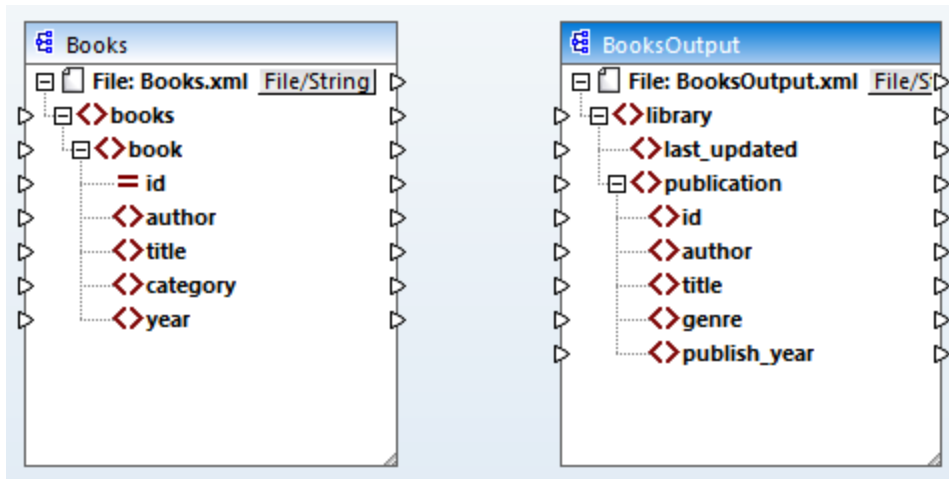 Books
File: Books.xml File/String
books
book
id
author
title
category
year
BooksOutput
File: BooksOutput.xml File/S
library
last_updated
publication
id
author
title
genre
publish_year